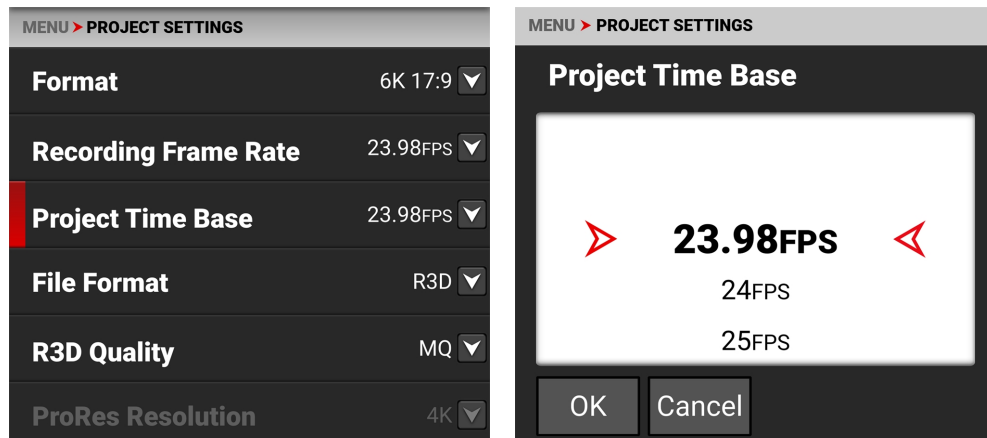 MENU PROJECT SETTINGS
Format 6K 17:9
Recording Frame Rate 23.98FPS
Project Time Base 23.98FPS
File Format R3D
R3D Quality MQ
ProRes Resolution 4K
MENU PROJECT SETTINGS
Project Time Base
23.98FPS
24FPS
25FPS
OK Cancel